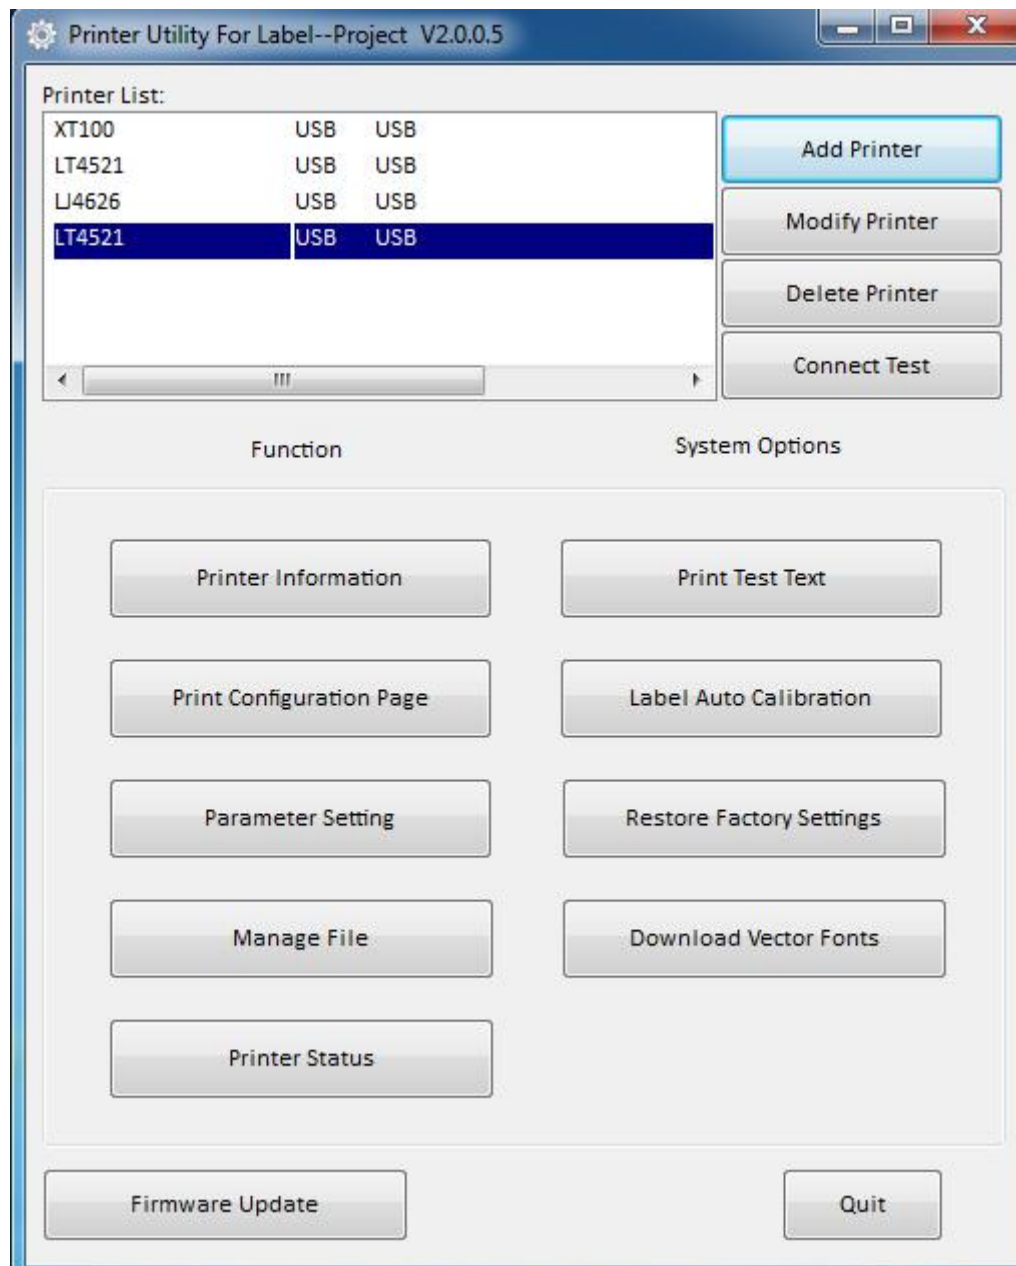 Printer Utility For Label--Project V2.0.0.5
Printer List:
XT100 USB USB
LT4521 USB USB
LJ4626 USB USB
LT4521 USB USB
Add Printer
Modify Printer
Delete Printer
Connect Test
Function
System Options
Printer Information
Print Test Text
Print Configuration Page
Label Auto Calibration
Parameter Setting
Restore Factory Settings
Manage File
Download Vector Fonts
Printer Status
Firmware Update
Quit